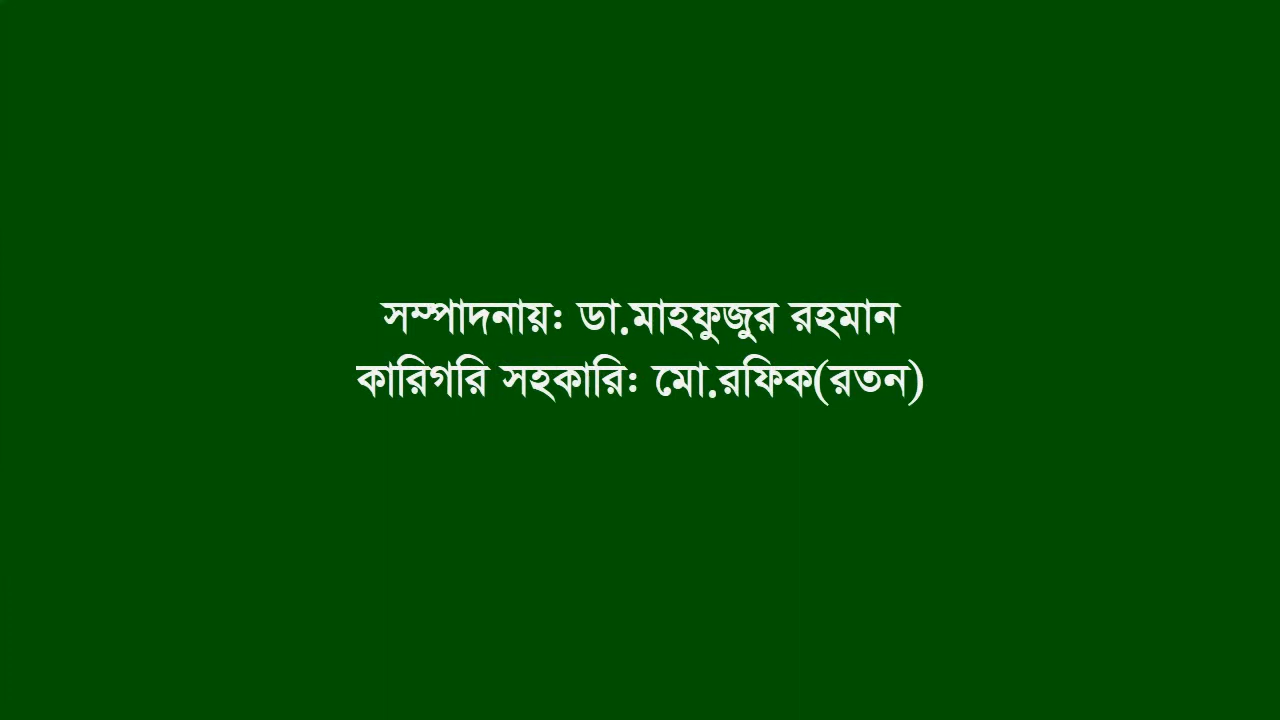 সম্পাদনায়: ডা.মাহফুজুর রহমান
কারিগরি সহকারি: মো.রফিক(রতন)